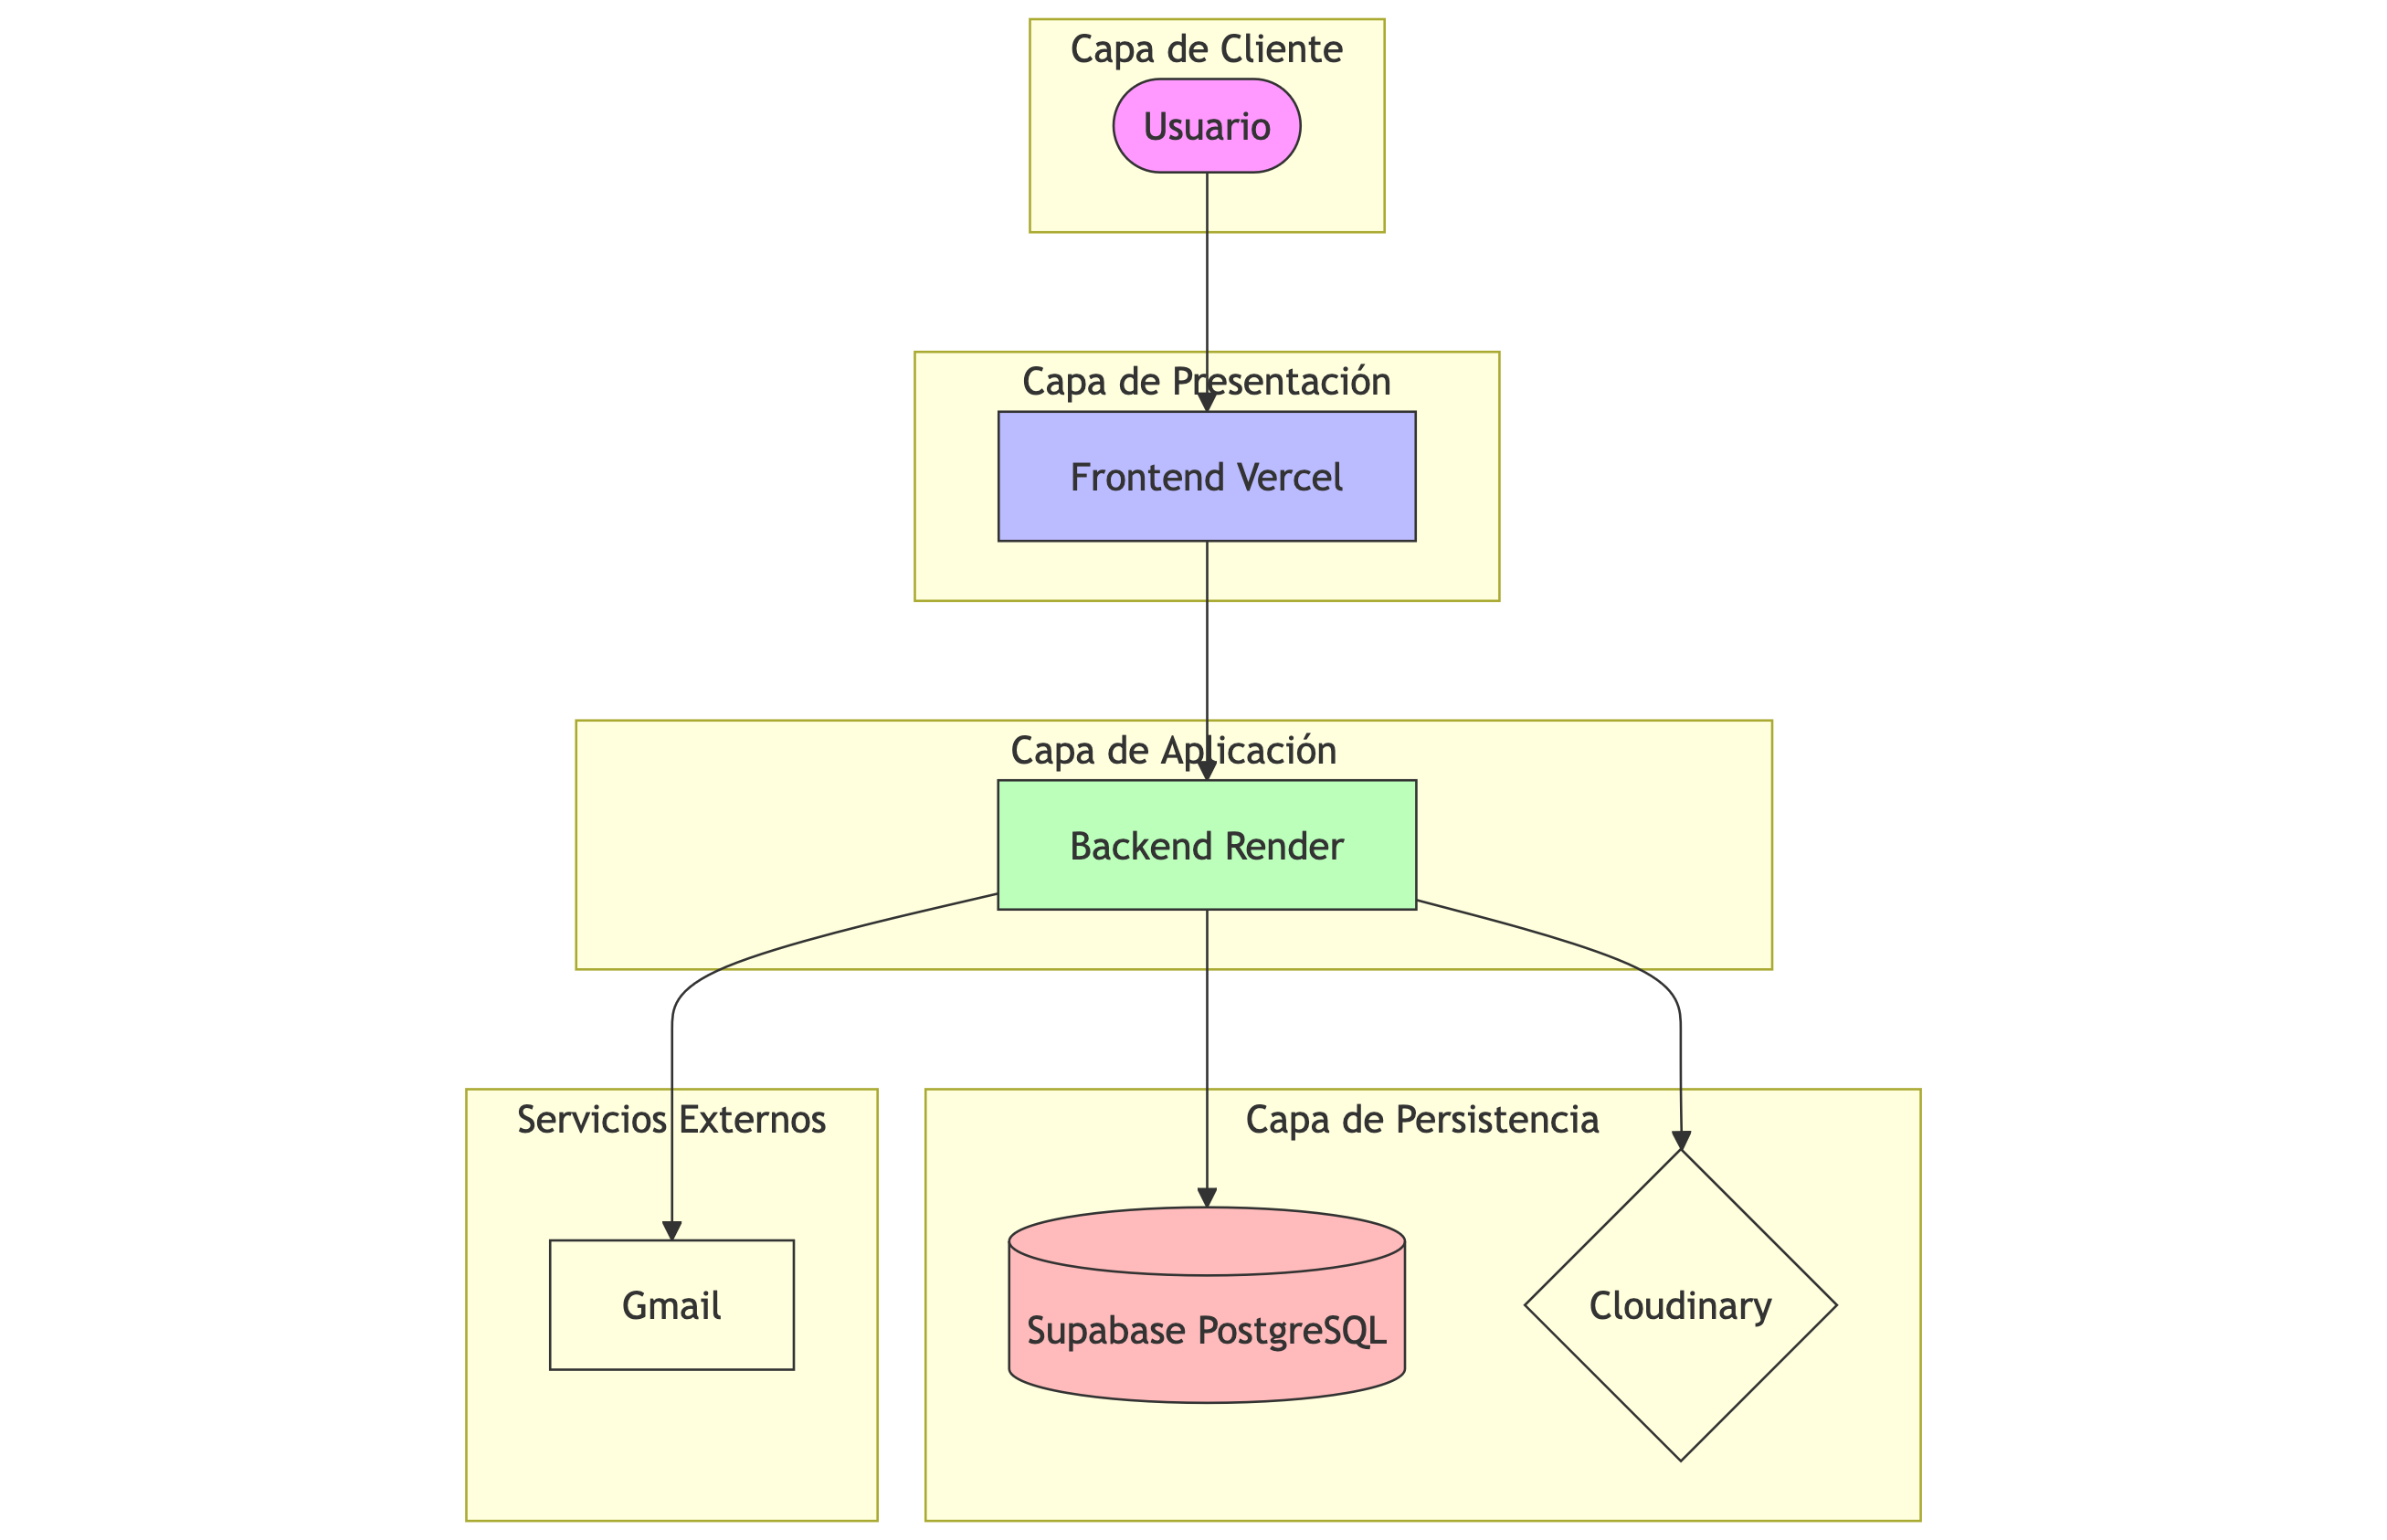 Capa de Cliente
Usuario
Capa de Presentación
Frontend Vercel
Capa de Aplicación
Backend Render
Servicios Externos
Capa de Persistencia
Gmail
Supabase PostgreSQL
Cloudinary